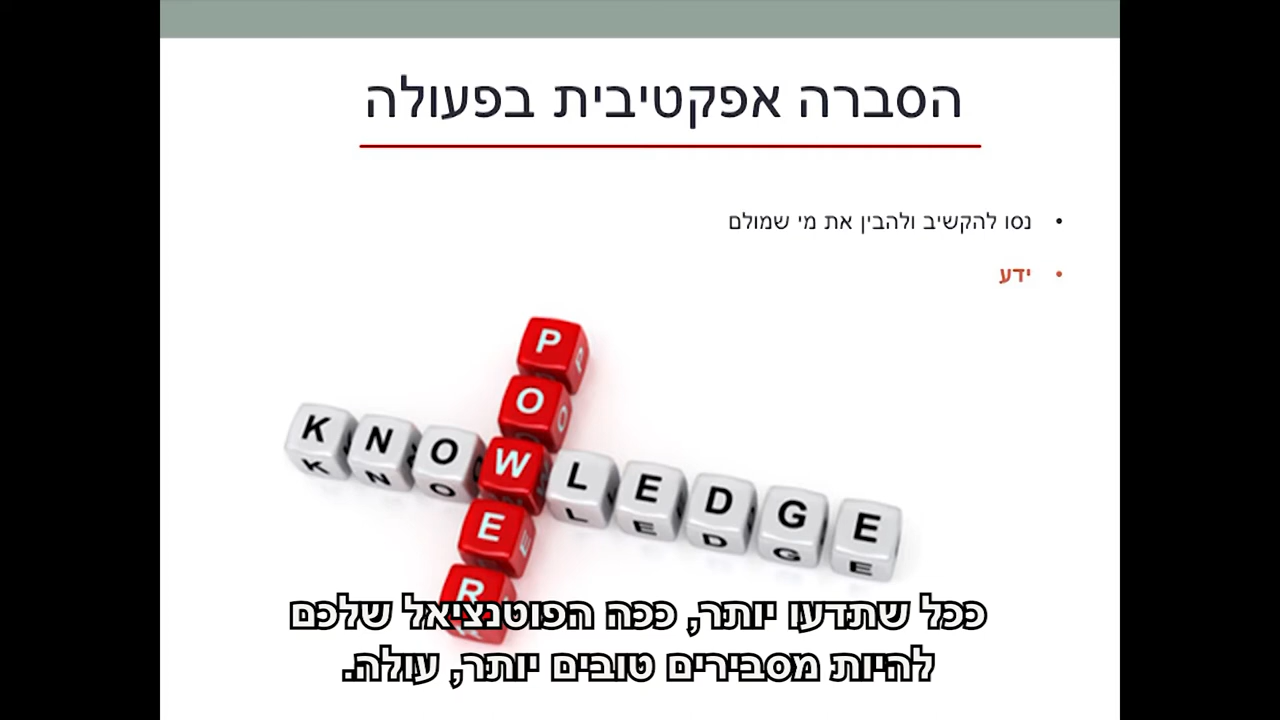 הסברה אפקטיבית בפעולה
• נסו להקשיב ולהבין את מי שמולם
• ידע
POWER
KNOWLEDGE
ככל שתדעו יותר, ככה הפוטנציאל שלכם
להיות מסבירים טובים יותר, עולה.